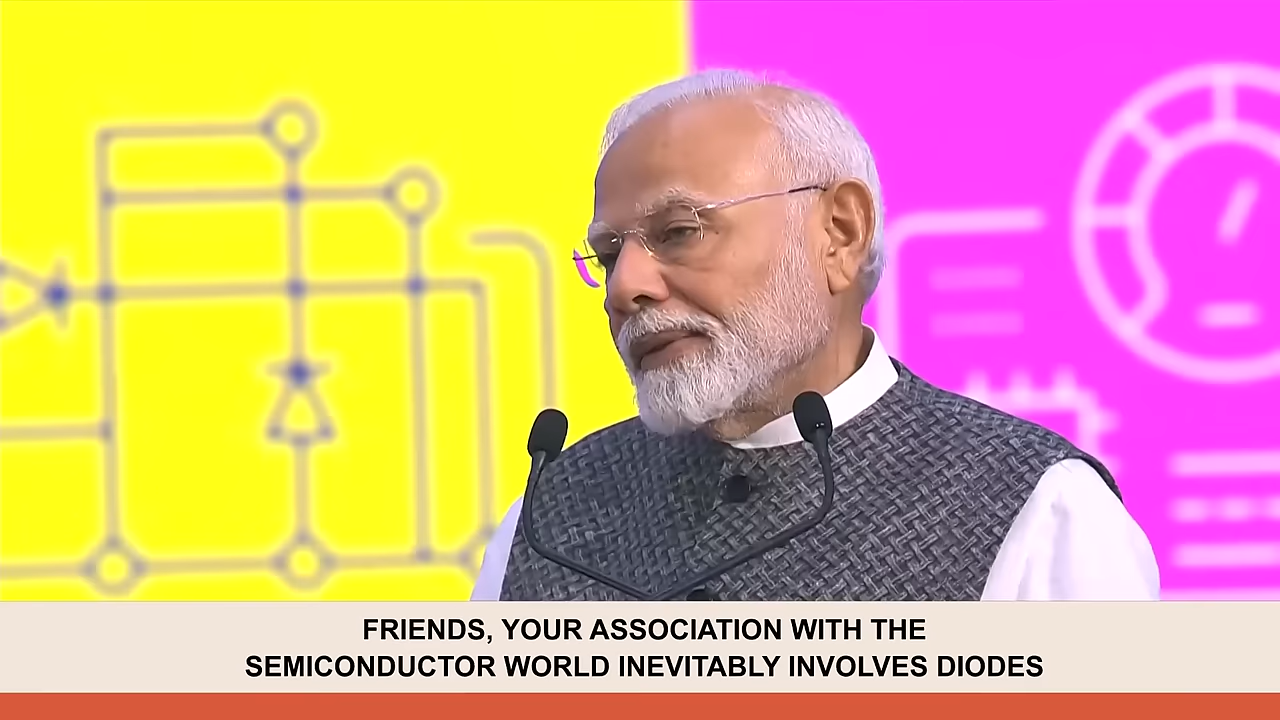 FRIENDS, YOUR ASSOCIATION WITH THE
SEMICONDUCTOR WORLD INEVITABLY INVOLVES DIODES